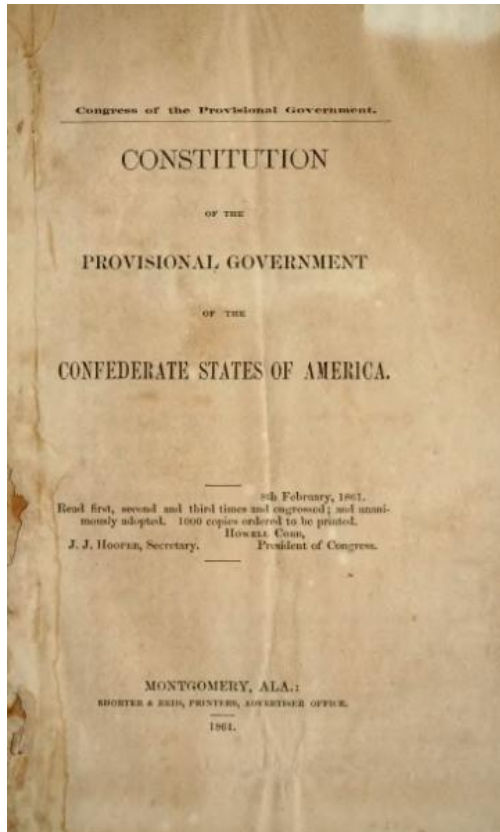 Congress of the Provisional Government.
CONSTITUTION
OF THE
PROVISIONAL GOVERNMENT
OF THE
CONFEDERATE STATES OF AMERICA.
8th February, 1861.
Read first, second and third times and engrossed; and unani-
mously adopted. 1000 copies ordered to be printed.
HOWELL COBB,
J. J. HOOPER, Secretary. President of Congress.
MONTGOMERY, ALA.:
SHORTER & REID, PRINTERS, ADVERTISER OFFICE.
1861.